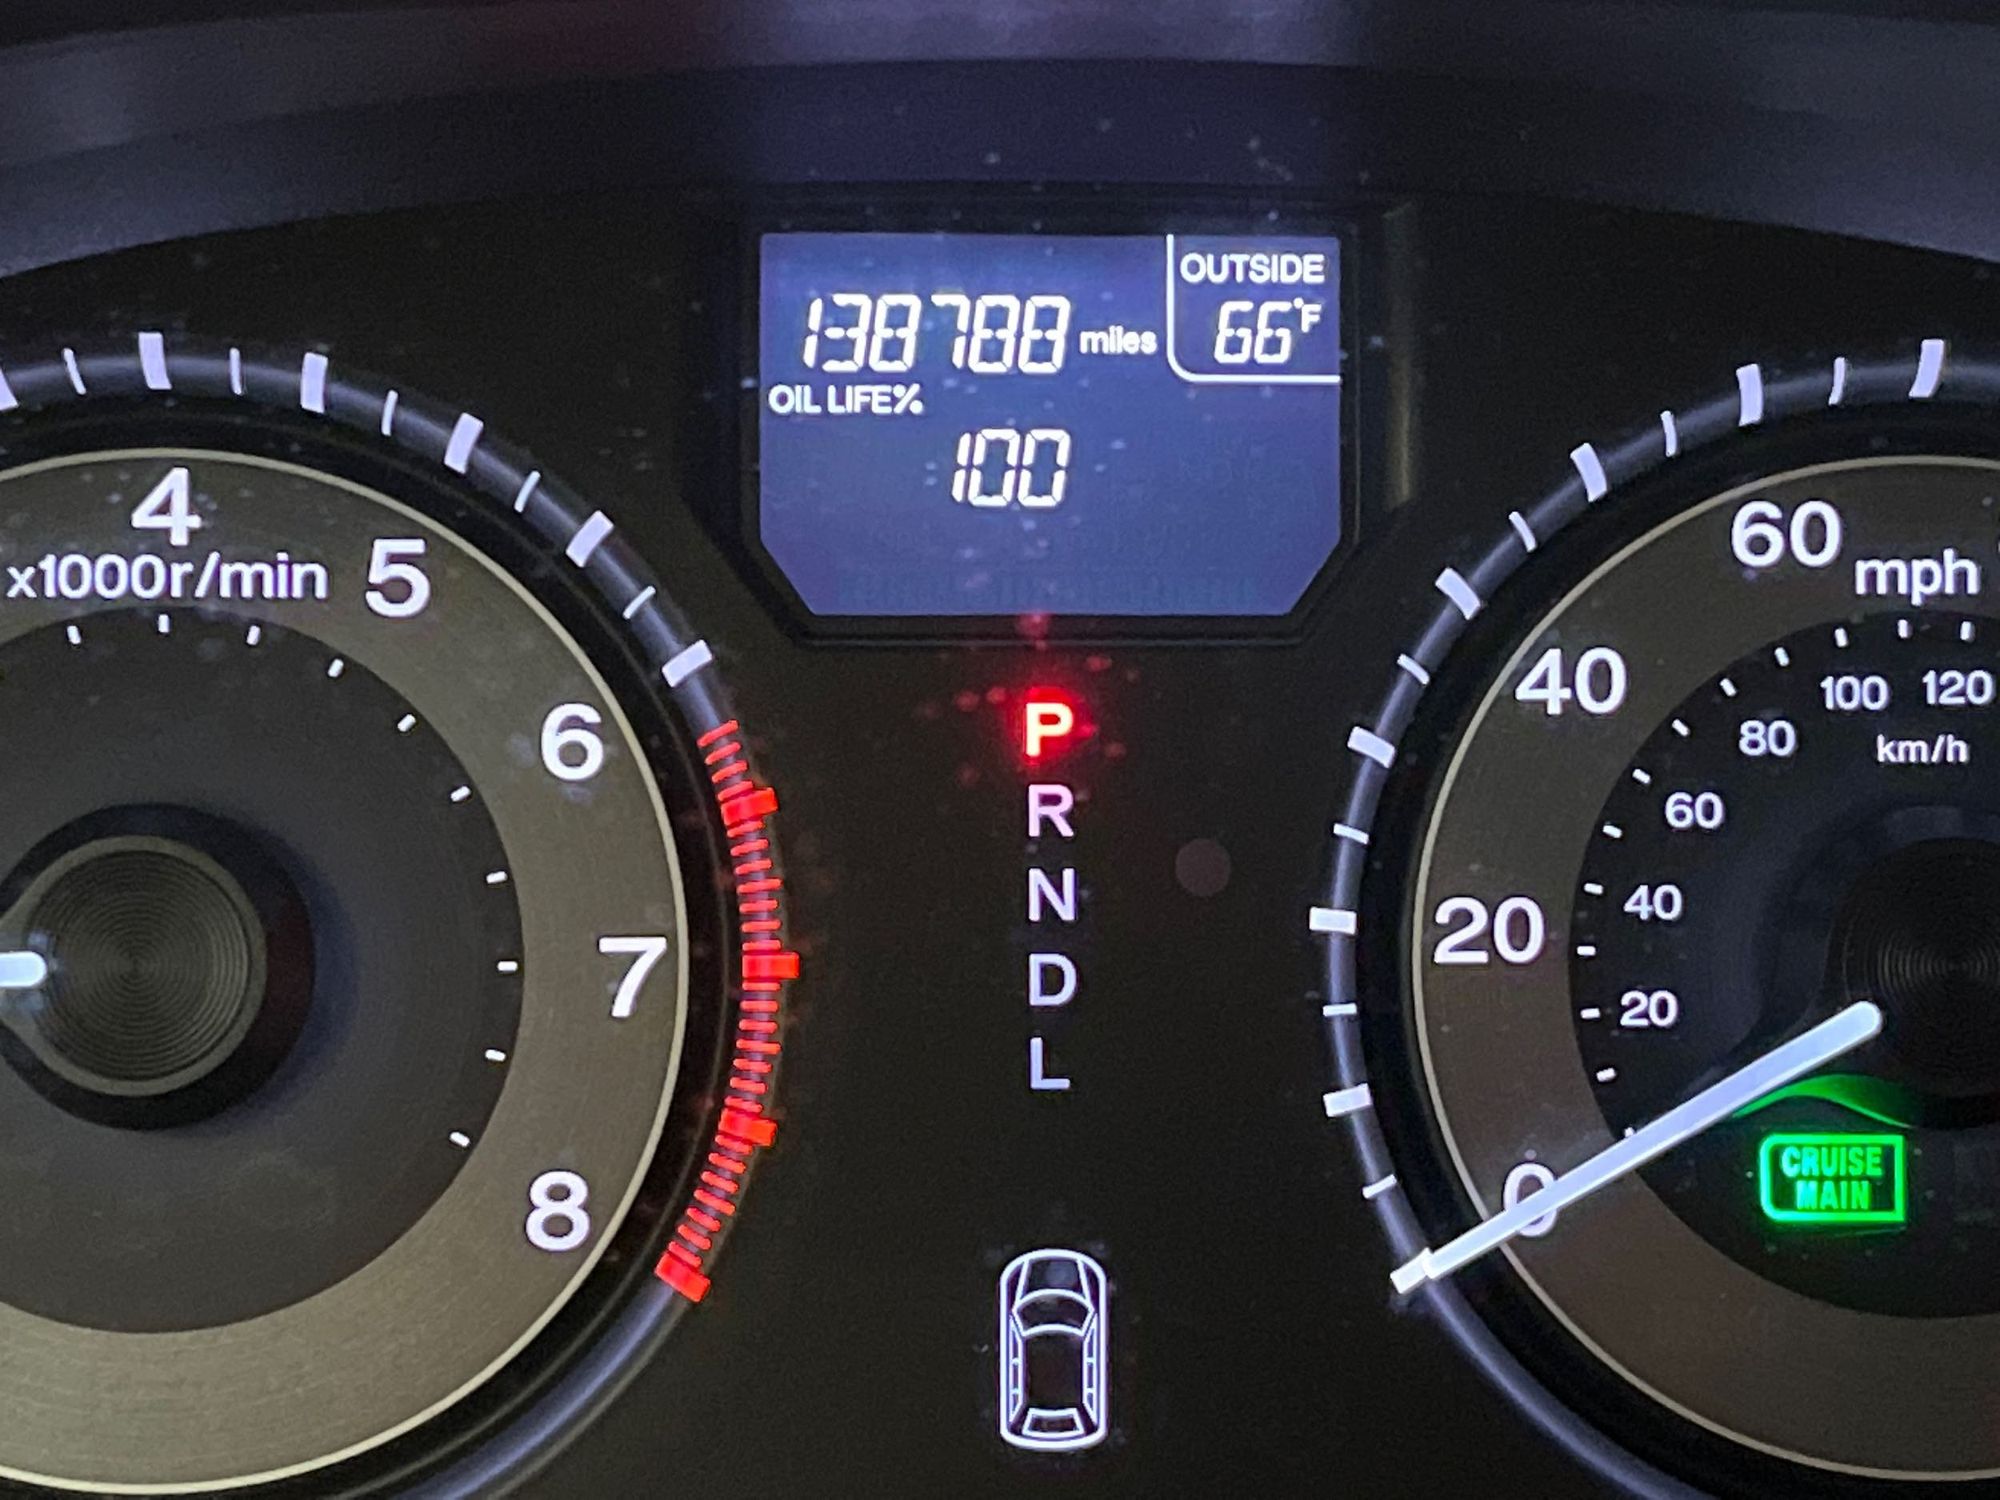 138788 miles
OUTSIDE
66°F
OIL LIFE%
100
4
x1000r/min
5
6
7
8
P
R
N
D
L
60
mph
40
20
0
120
100
km/h
80
60
40
20
CRUISE
MAIN